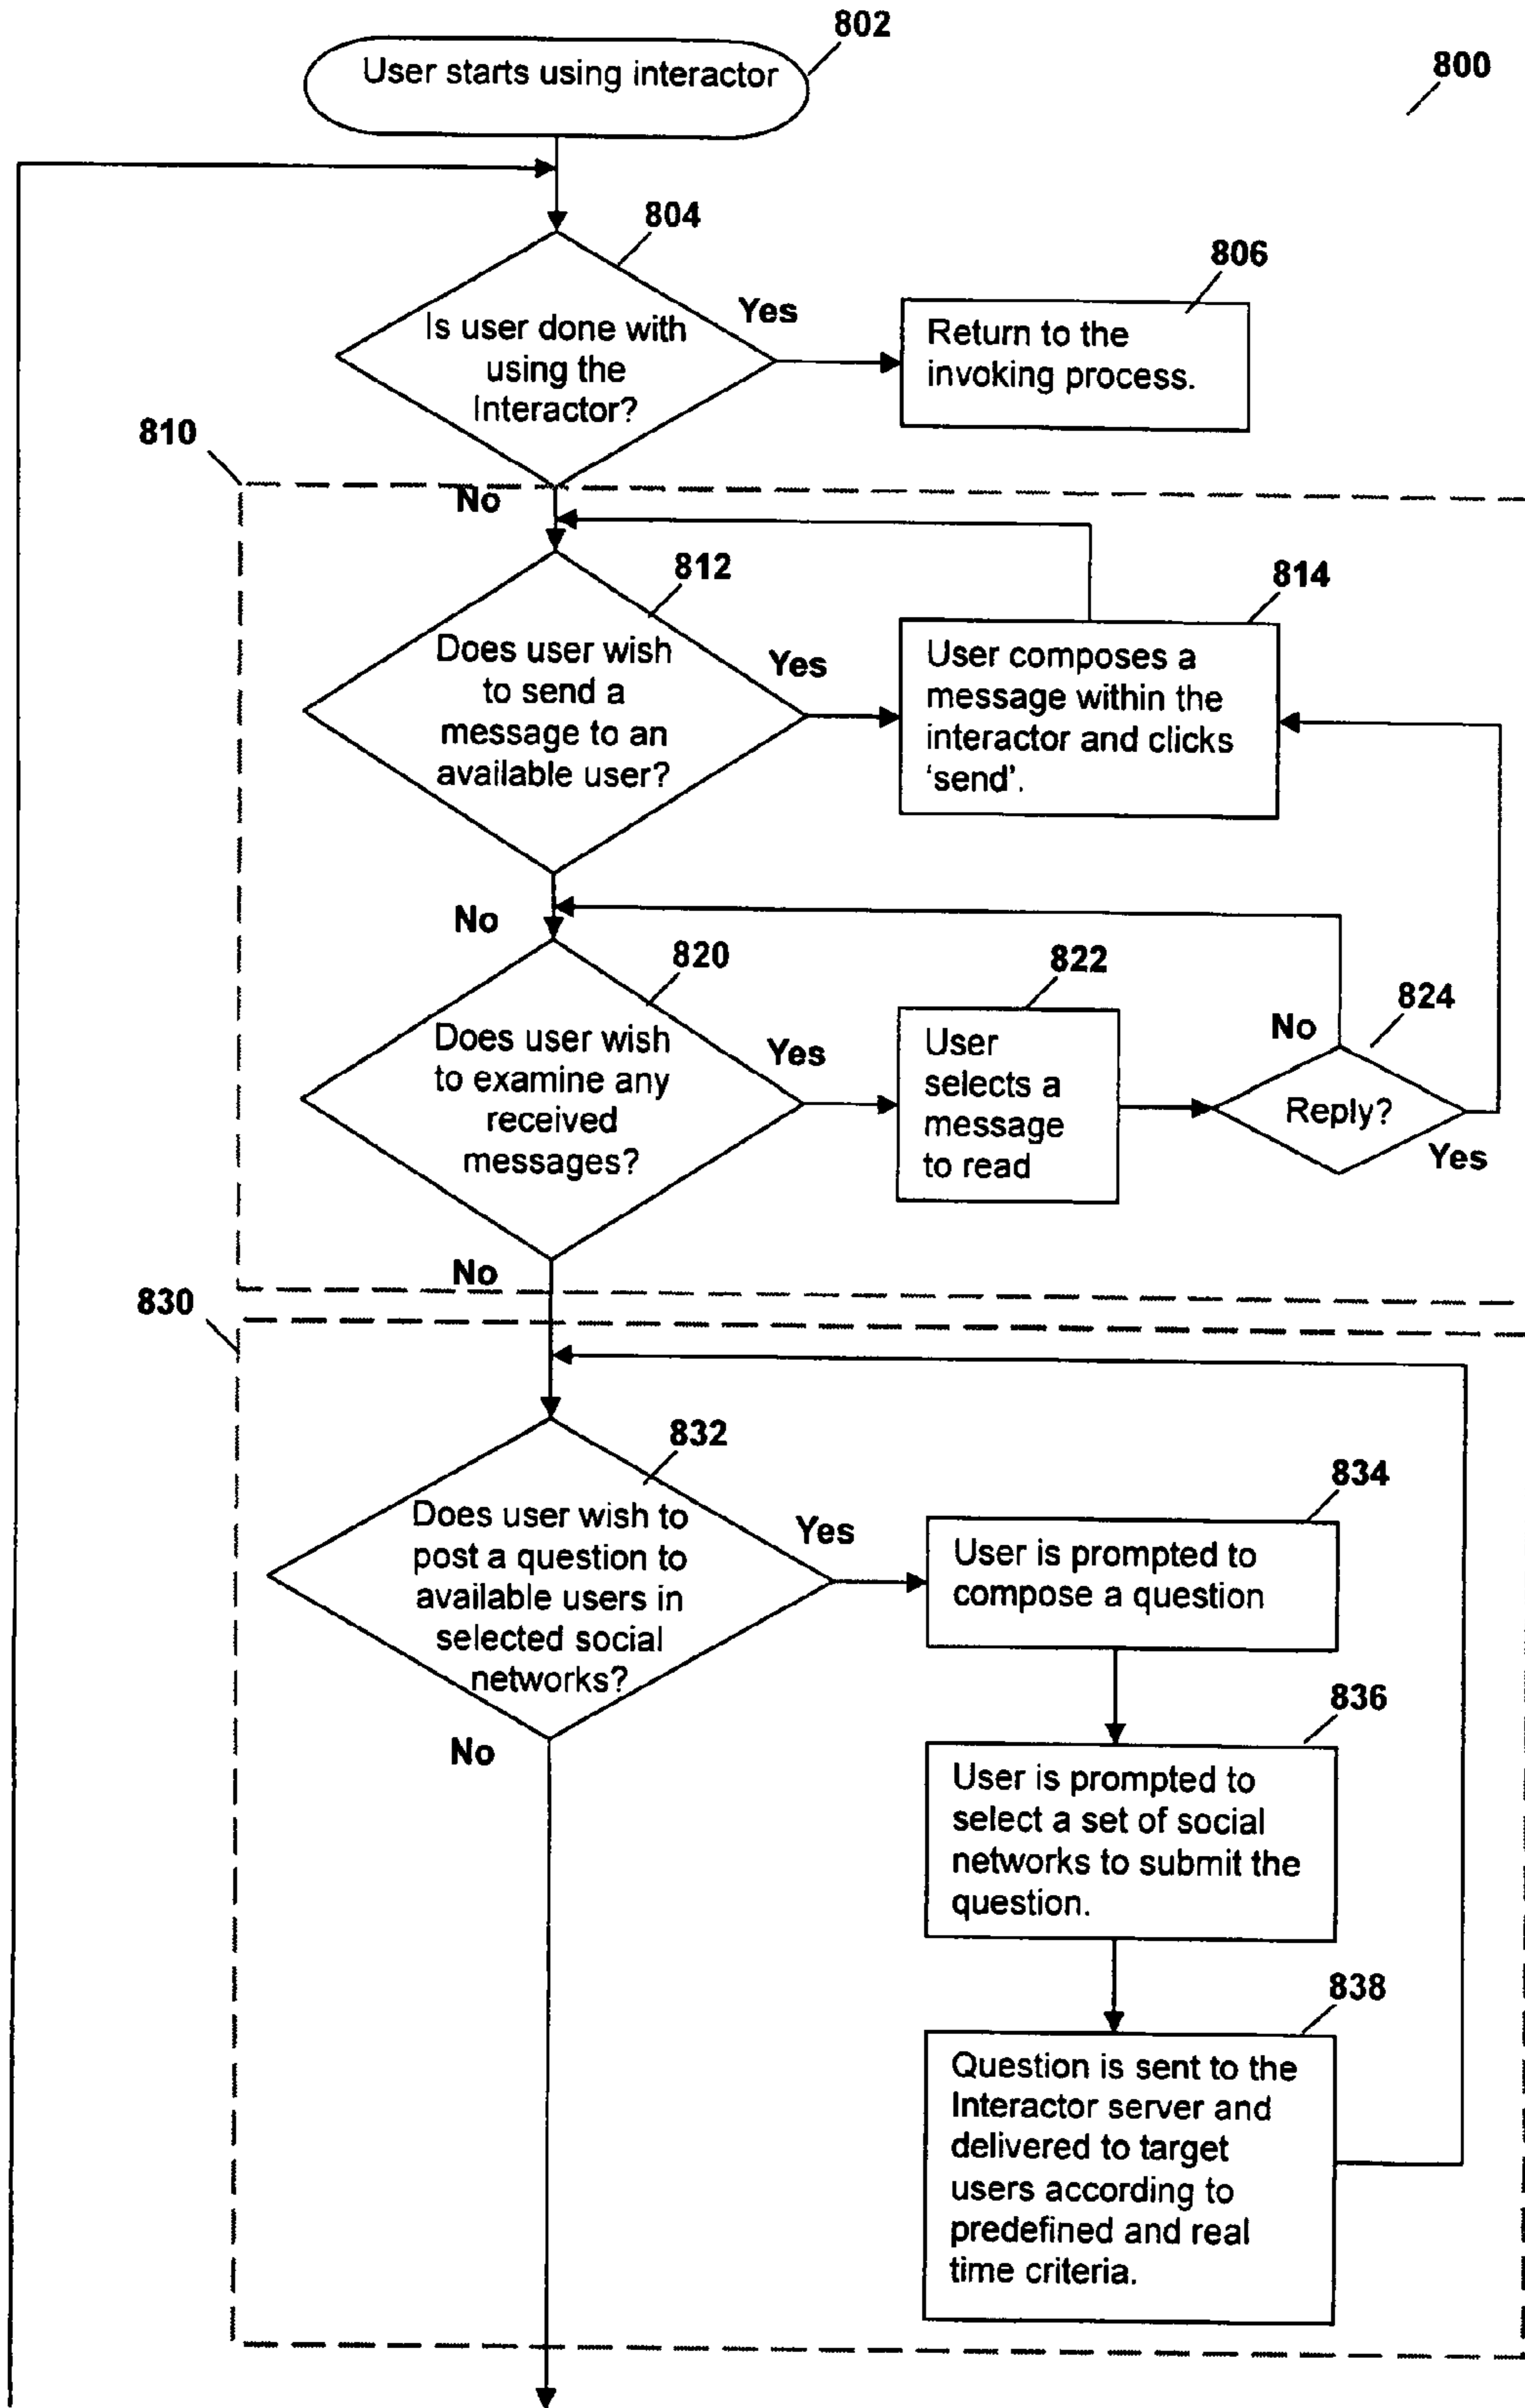 802
User starts using interactor
800
804
806
Is user done with
using the
Interactor?
Yes
Return to the
invoking process.
810
No
812
814
Does user wish
to send a
message to an
available user?
Yes
User composes a
message within the
interactor and clicks
‘send’.
No
820
822
824
Does user wish
to examine any
received
messages?
Yes
User
selects a
message
to read
No
Reply?
Yes
No
830
832
834
Does user wish to
post a question to
available users in
selected social
networks?
Yes
User is prompted to
compose a question
836
No
User is prompted to
select a set of social
networks to submit the
question.
838
Question is sent to the
Interactor server and
delivered to target
users according to
predefined and real
time criteria.